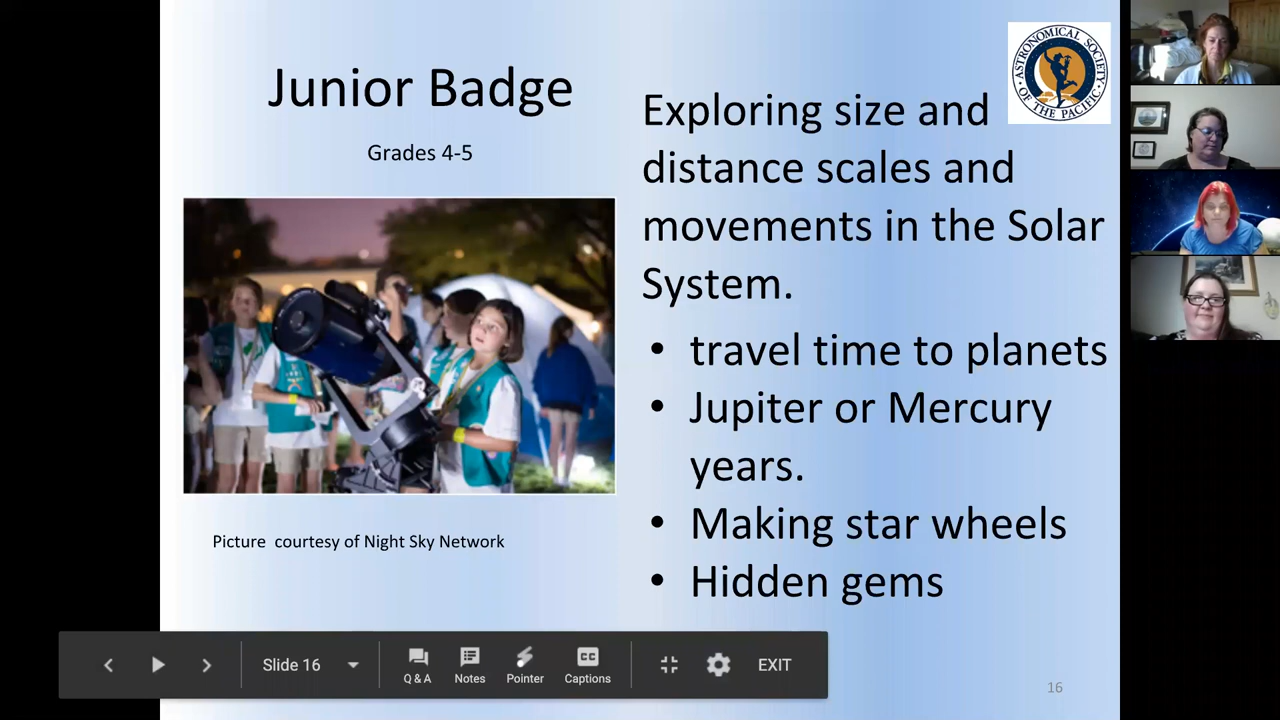 Junior Badge
Grades 4-5
Picture courtesy of Night Sky Network
ASTRONOMICAL SOCIETY
OF THE PACIFIC
Exploring size and
distance scales and
movements in the Solar
System.
• travel time to planets
• Jupiter or Mercury
years.
• Making star wheels
• Hidden gems
Slide 16
Q & A
Notes
Pointer
CC
Captions
EXIT
16